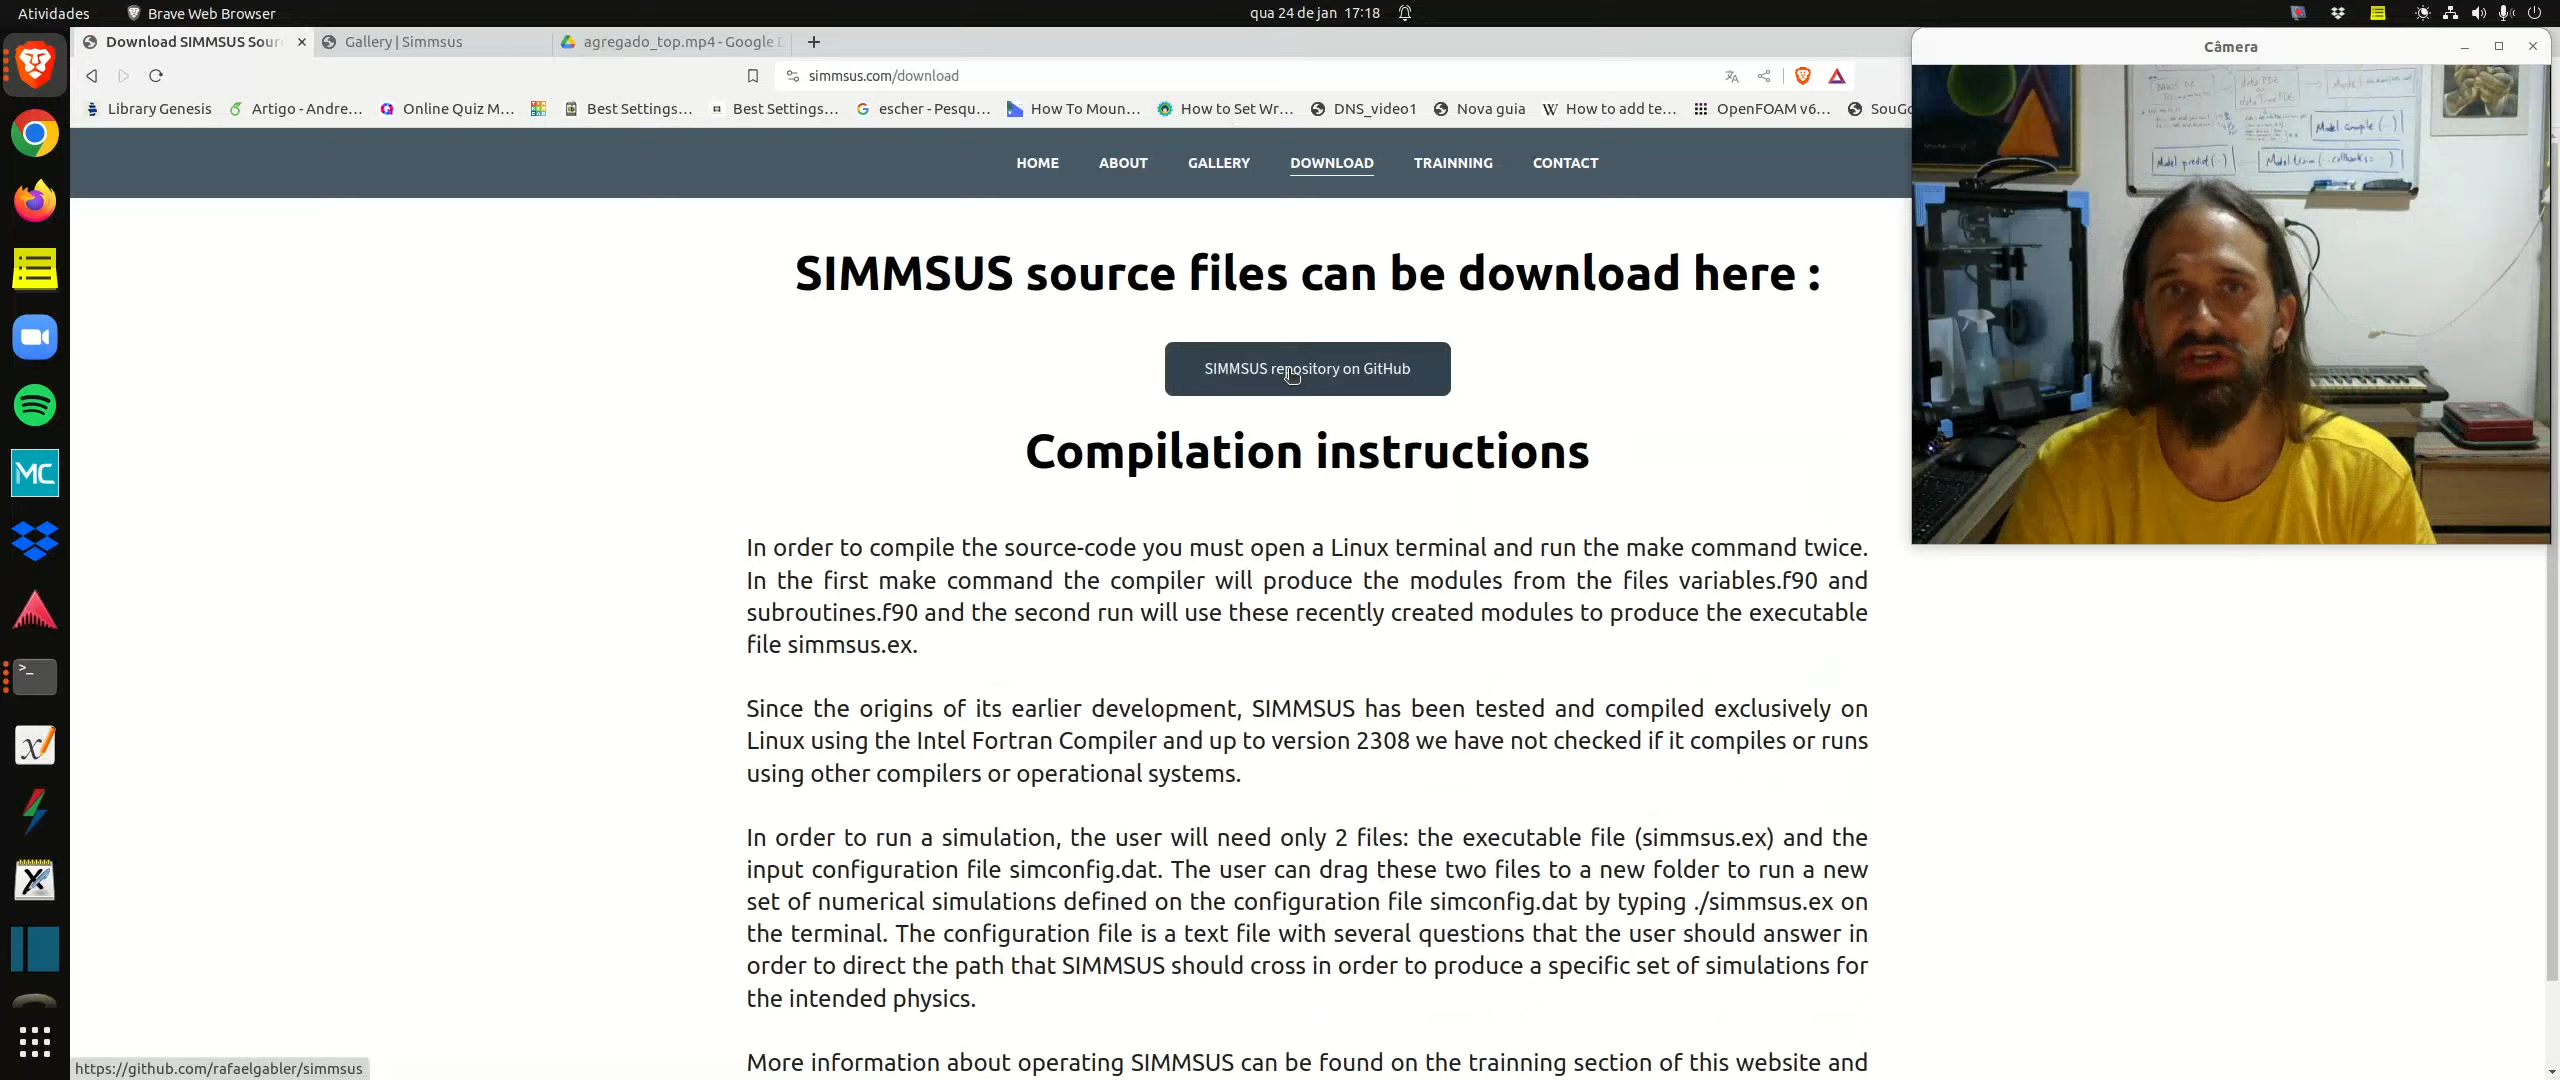 Atividades
Brave Web Browser
qua 24 de jan 17:18
Download SIMMSUS Sour
Gallery | Simmsus
agregado_top.mp4 - Google D
simmsus.com/download
Library Genesis
Artigo - Andre...
Online Quiz M...
Best Settings...
Best Settings...
escher - Pesqu...
How To Moun...
How to Set Wr...
DNS_video1
Nova guia
How to add te...
OpenFOAM v6...
SouGo
Câmera
HOME
ABOUT
GALLERY
DOWNLOAD
TRAINNING
CONTACT
SIMMSUS source files can be download here :
SIMMSUS repository on GitHub
Compilation instructions
In order to compile the source-code you must open a Linux terminal and run the make command twice.
In the first make command the compiler will produce the modules from the files variables.f90 and
subroutines.f90 and the second run will use these recently created modules to produce the executable
file simmsus.ex.
Since the origins of its earlier development, SIMMSUS has been tested and compiled exclusively on
Linux using the Intel Fortran Compiler and up to version 2308 we have not checked if it compiles or runs
using other compilers or operational systems.
In order to run a simulation, the user will need only 2 files: the executable file (simmsus.ex) and the
input configuration file simconfig.dat. The user can drag these two files to a new folder to run a new
set of numerical simulations defined on the configuration file simconfig.dat by typing ./simmsus.ex on
the terminal. The configuration file is a text file with several questions that the user should answer in
order to direct the path that SIMMSUS should cross in order to produce a specific set of simulations for
the intended physics.
More information about operating SIMMSUS can be found on the trainning section of this website and
https://github.com/rafaelgabler/simmsus
MC
Model compile (...)
Model predict (...)